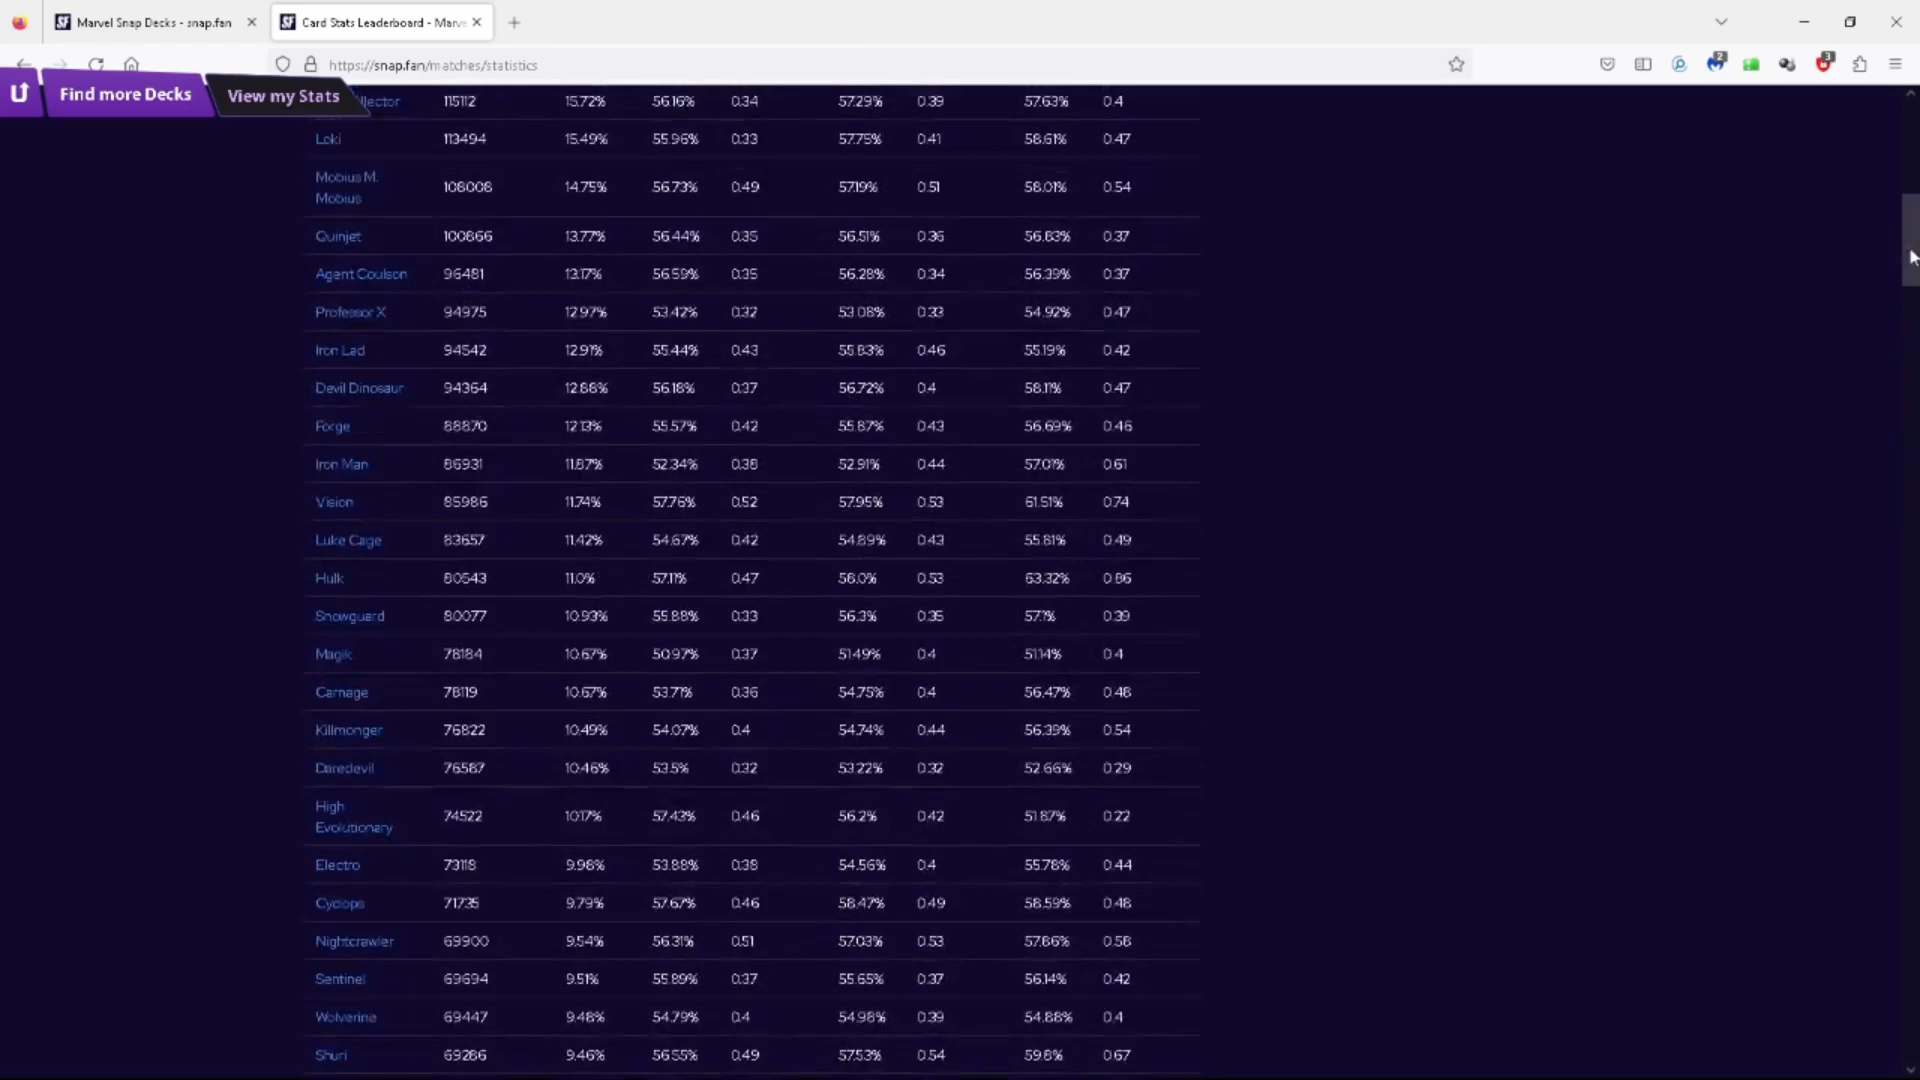 Marvel Snap Decks - snap.fan
Card Stats Leaderboard - Marv
https://snap.fan/matches/statistics
2
3
Find more Decks
View my Stats
llector 115112 15.72% 56.16% 0.34 57.29% 0.39 57.63% 0.4
Loki 113494 15.49% 55.96% 0.33 57.75% 0.41 58.61% 0.47
Mobius M.
Mobius 108008 14.75% 56.73% 0.49 57.19% 0.51 58.01% 0.54
Quinjet 100866 13.77% 56.44% 0.35 56.51% 0.36 56.83% 0.37
Agent Coulson 96481 13.17% 56.59% 0.35 56.28% 0.34 56.39% 0.37
Professor X 94975 12.97% 53.42% 0.32 53.08% 0.33 54.92% 0.47
Iron Lad 94542 12.91% 55.44% 0.43 55.83% 0.46 55.19% 0.42
Devil Dinosaur 94364 12.88% 56.18% 0.37 56.72% 0.4 58.11% 0.47
Forge 88870 12.13% 55.57% 0.42 55.87% 0.43 56.69% 0.46
Iron Man 86931 11.87% 52.34% 0.38 52.91% 0.44 57.01% 0.61
Vision 85986 11.74% 57.76% 0.52 57.95% 0.53 61.51% 0.74
Luke Cage 83657 11.42% 54.67% 0.42 54.89% 0.43 55.81% 0.49
Hulk 80543 11.0% 57.11% 0.47 58.0% 0.53 63.32% 0.86
Snowguard 80077 10.93% 55.88% 0.33 56.3% 0.35 57.1% 0.39
Magik 78184 10.67% 50.97% 0.37 51.49% 0.4 51.14% 0.4
Carnage 78119 10.67% 53.71% 0.36 54.75% 0.4 56.47% 0.48
Killmonger 76822 10.49% 54.07% 0.4 54.74% 0.44 56.39% 0.54
Daredevil 76587 10.46% 53.5% 0.32 53.22% 0.32 52.66% 0.29
High
Evolutionary 74522 10.17% 57.43% 0.46 56.2% 0.42 51.87% 0.22
Electro 73118 9.98% 53.88% 0.38 54.56% 0.4 55.78% 0.44
Cyclops 71735 9.79% 57.67% 0.46 58.47% 0.49 58.59% 0.48
Nightcrawler 69900 9.54% 56.31% 0.51 57.03% 0.53 57.86% 0.58
Sentinel 69694 9.51% 55.89% 0.37 55.65% 0.37 56.14% 0.42
Wolverine 69447 9.48% 54.79% 0.4 54.98% 0.39 54.88% 0.4
Shuri 69286 9.46% 56.55% 0.49 57.53% 0.54 59.8% 0.67